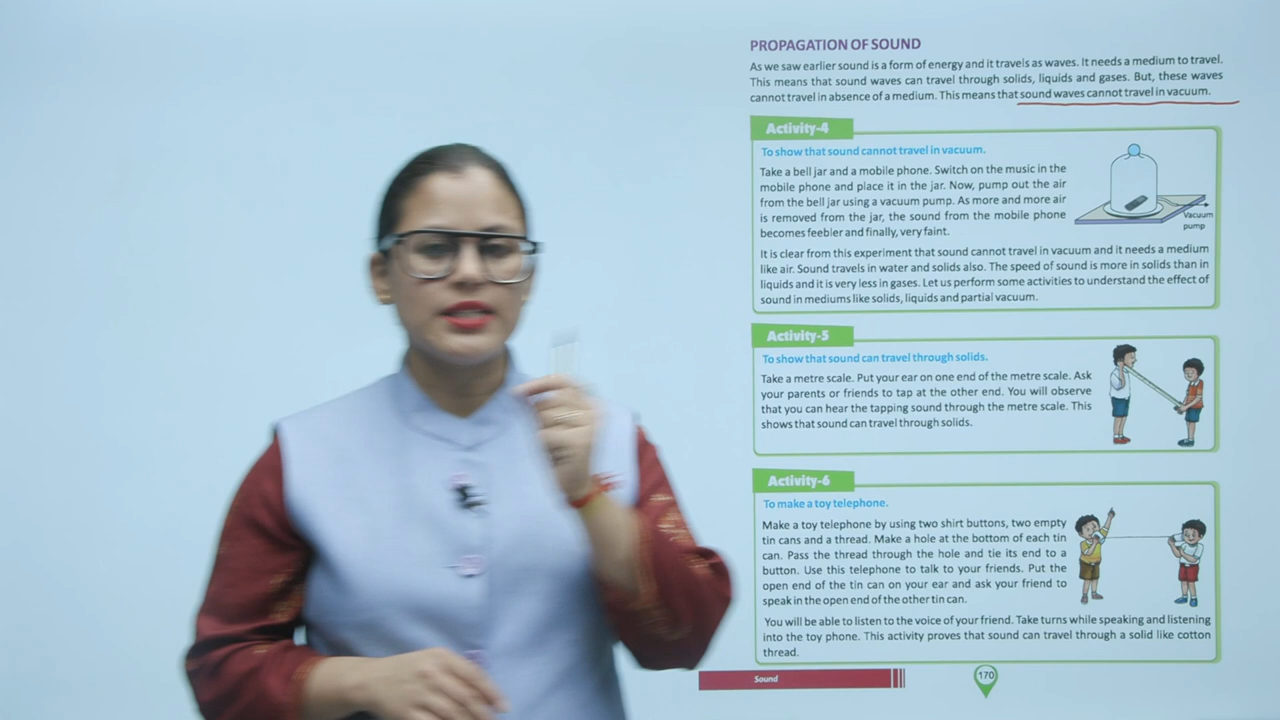 PROPAGATION OF SOUND
As we saw earlier sound is a form of energy and it travels as waves. It needs a medium to travel.
This means that sound waves can travel through solids, liquids and gases. But, these waves
cannot travel in absence of a medium. This means that sound waves cannot travel in vacuum.
Activity-4
To show that sound cannot travel in vacuum.
Take a bell jar and a mobile phone. Switch on the music in the
mobile phone and place it in the jar. Now, pump out the air
from the bell jar using a vacuum pump. As more and more air
is removed from the jar, the sound from the mobile phone
becomes feebler and finally, very faint.
Vacuum
pump
It is clear from this experiment that sound cannot travel in vacuum and it needs a medium
like air. Sound travels in water and solids also. The speed of sound is more in solids than in
liquids and it is very less in gases. Let us perform some activities to understand the effect of
sound in mediums like solids, liquids and partial vacuum.
Activity-5
To show that sound can travel through solids.
Take a metre scale. Put your ear on one end of the metre scale. Ask
your parents or friends to tap at the other end. You will observe
that you can hear the tapping sound through the metre scale. This
shows that sound can travel through solids.
Activity-6
To make a toy telephone.
Make a toy telephone by using two shirt buttons, two empty
tin cans and a thread. Make a hole at the bottom of each tin
can. Pass the thread through the hole and tie its end to a
button. Use this telephone to talk to your friends. Put the
open end of the tin can on your ear and ask your friend to
speak in the open end of the other tin can.
You will be able to listen to the voice of your friend. Take turns while speaking and listening
into the toy phone. This activity proves that sound can travel through a solid like cotton
thread.
Sound
170